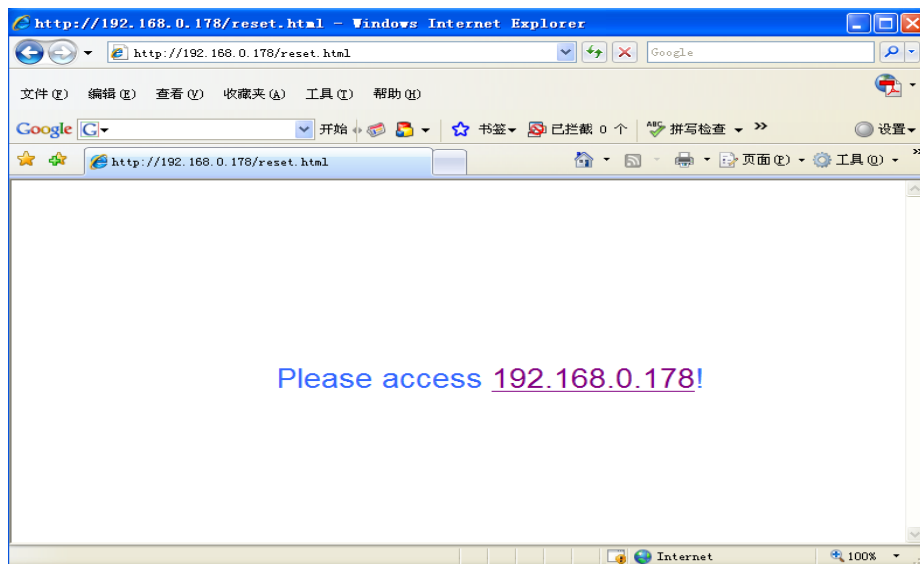 http://192.168.0.178/reset.html - Windows Internet Explorer
http://192.168.0.178/reset.html Google
文件(F) 编辑(E) 查看(V) 收藏夹(A) 工具(T) 帮助(H)
Google G 开始 书签 已拦截 0 个 ABC 拼写检查 >> 设置
http://192.168.0.178/reset.html 页面(P) 工具(O) >>
Please access 192.168.0.178!
Internet 100%